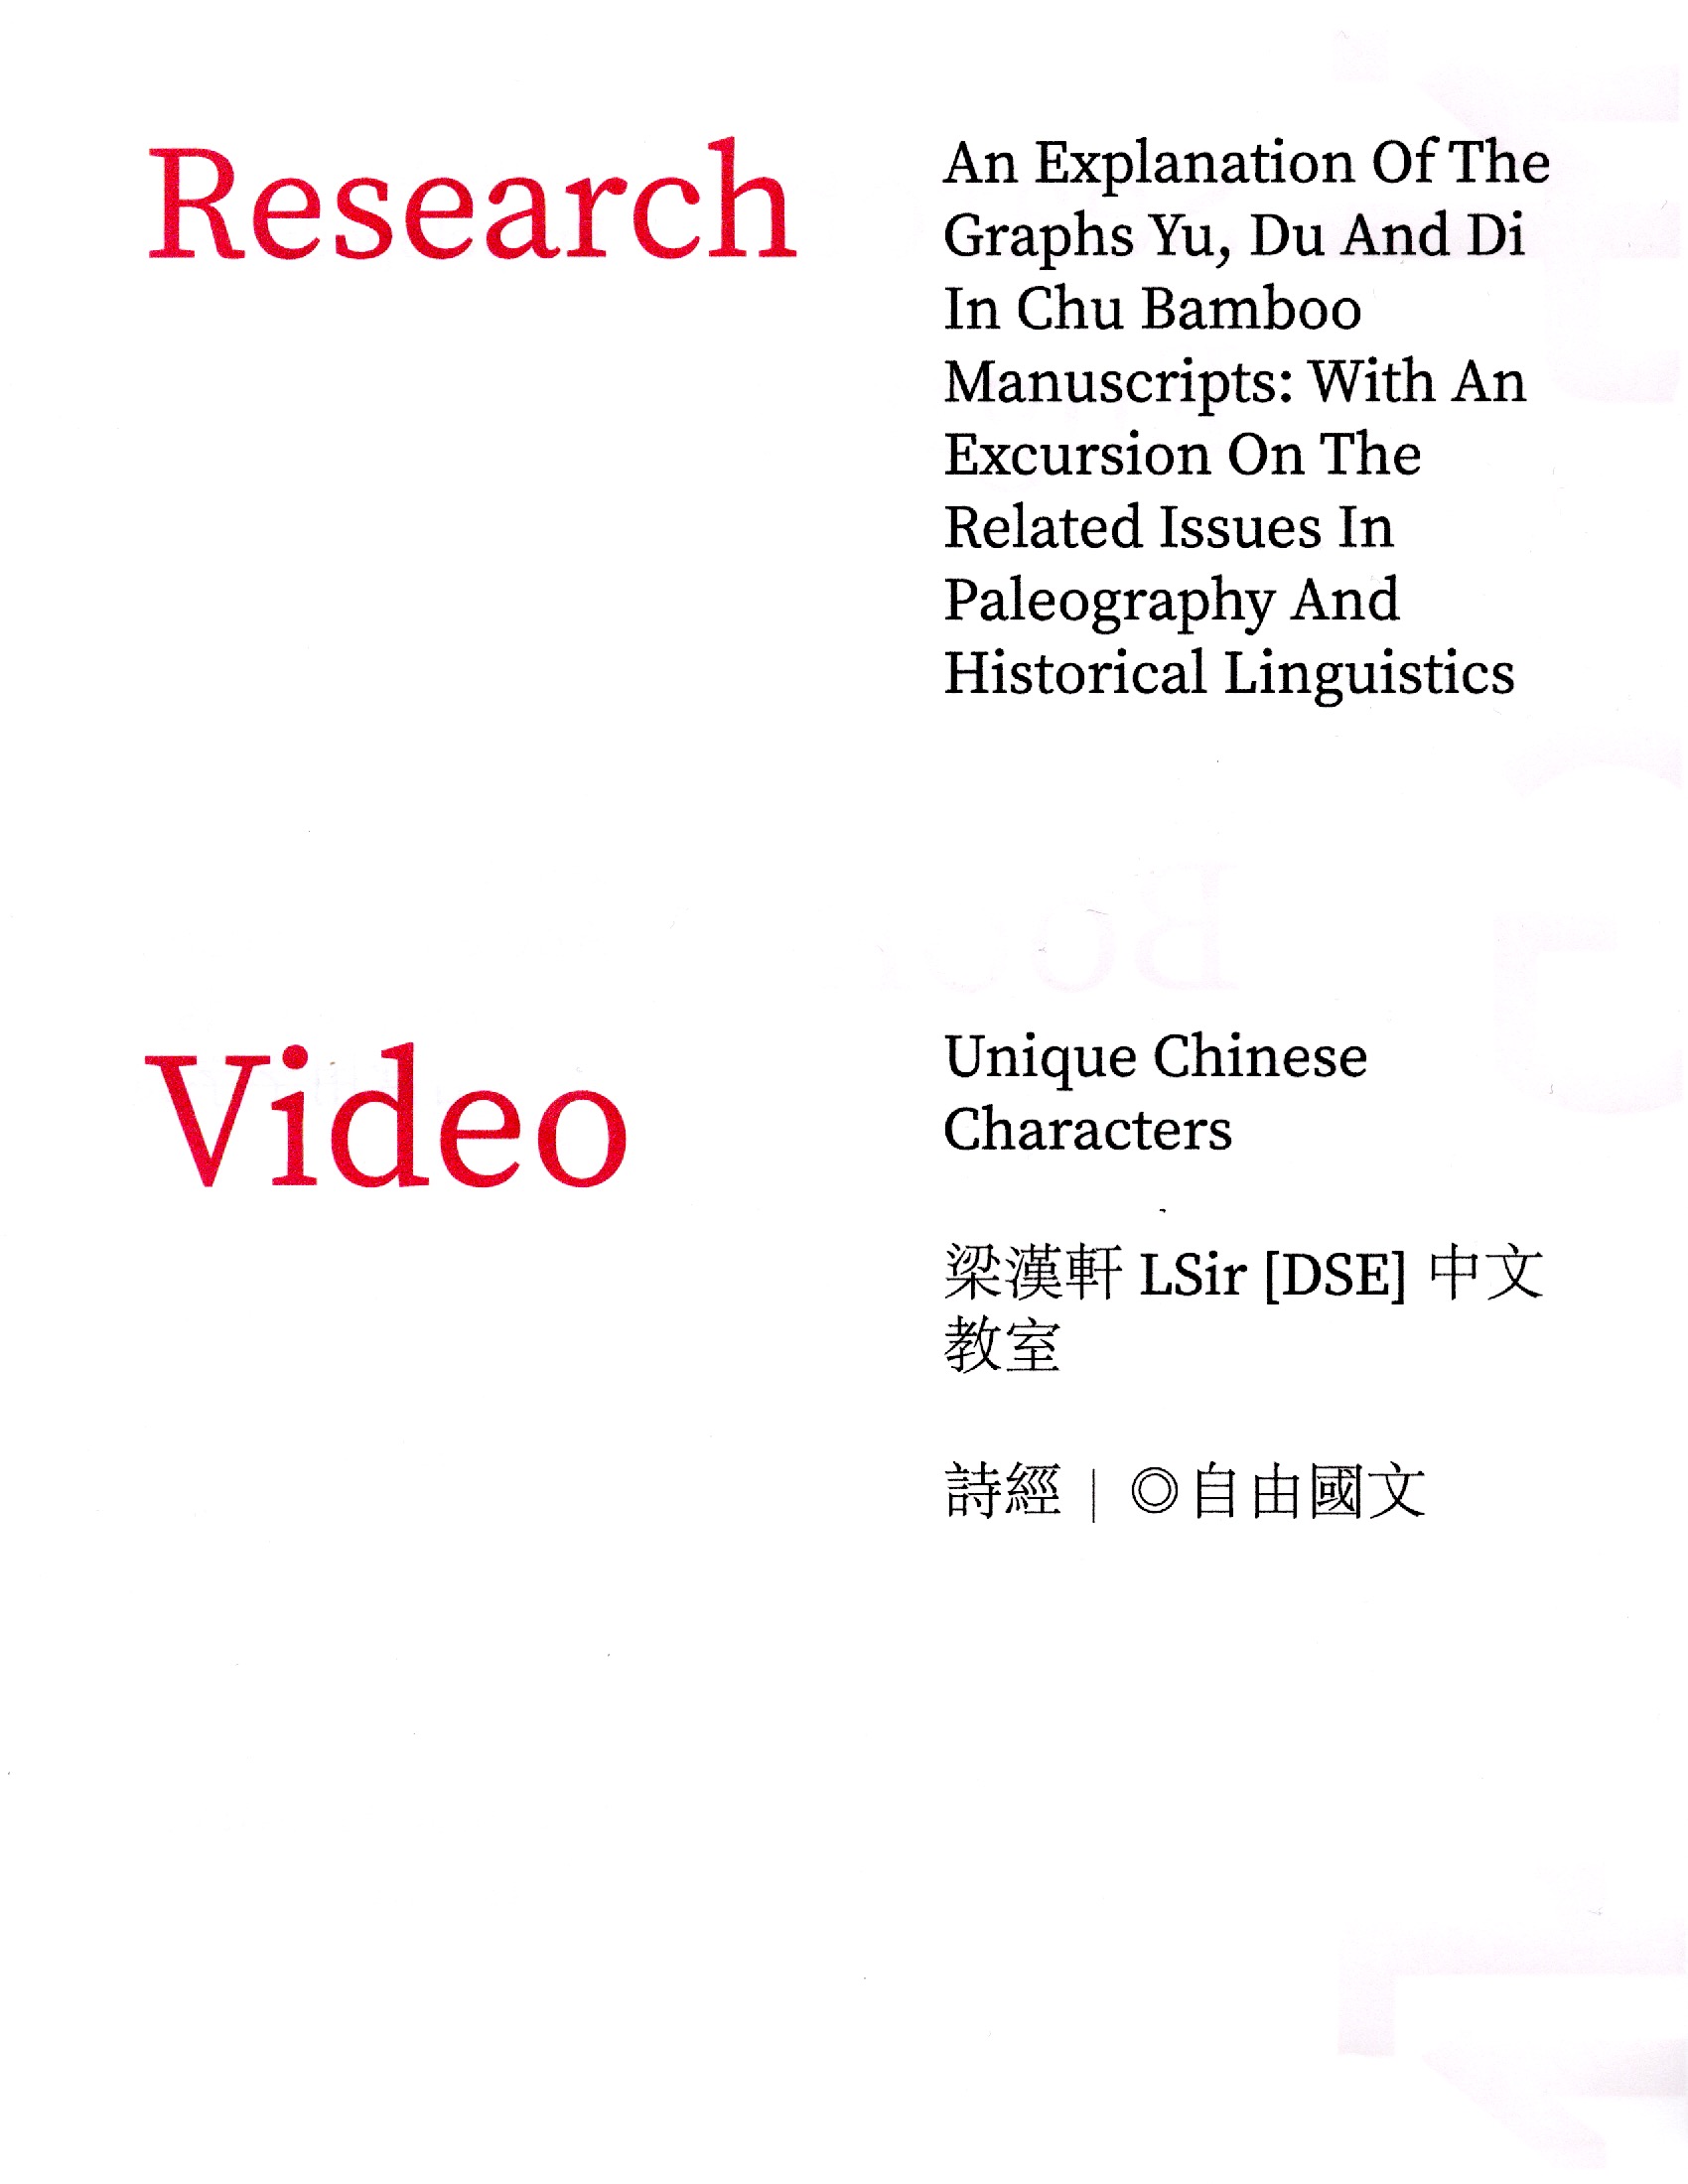 Research
An Explanation Of The
Graphs Yu, Du And Di
In Chu Bamboo
Manuscripts: With An
Excursion On The
Related Issues In
Paleography And
Historical Linguistics
Video
Unique Chinese
Characters
梁漢軒 LSir [DSE] 中文
教室
詩經 | ◎自由國文